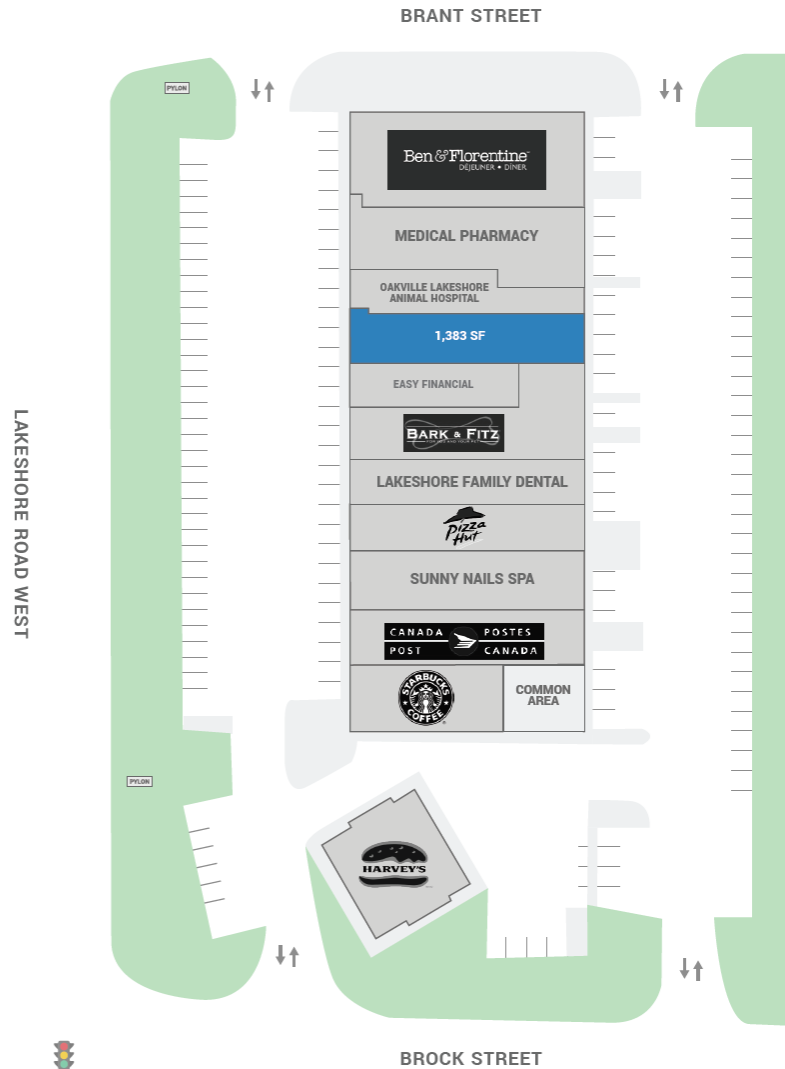 BRANT STREET
PYLON
Ben & Florentine
DÉJEUNER • DÎNER
MEDICAL PHARMACY
OAKVILLE LAKESHORE
ANIMAL HOSPITAL
1,383 SF
EASY FINANCIAL
BARK & FITZ
LAKESHORE ROAD WEST
LAKESHORE FAMILY DENTAL
Pizza
Hut
SUNNY NAILS SPA
CANADA POSTES
POST CANADA
STARBUCKS
COFFEE
COMMON
AREA
PYLON
HARVEY'S
BROCK STREET